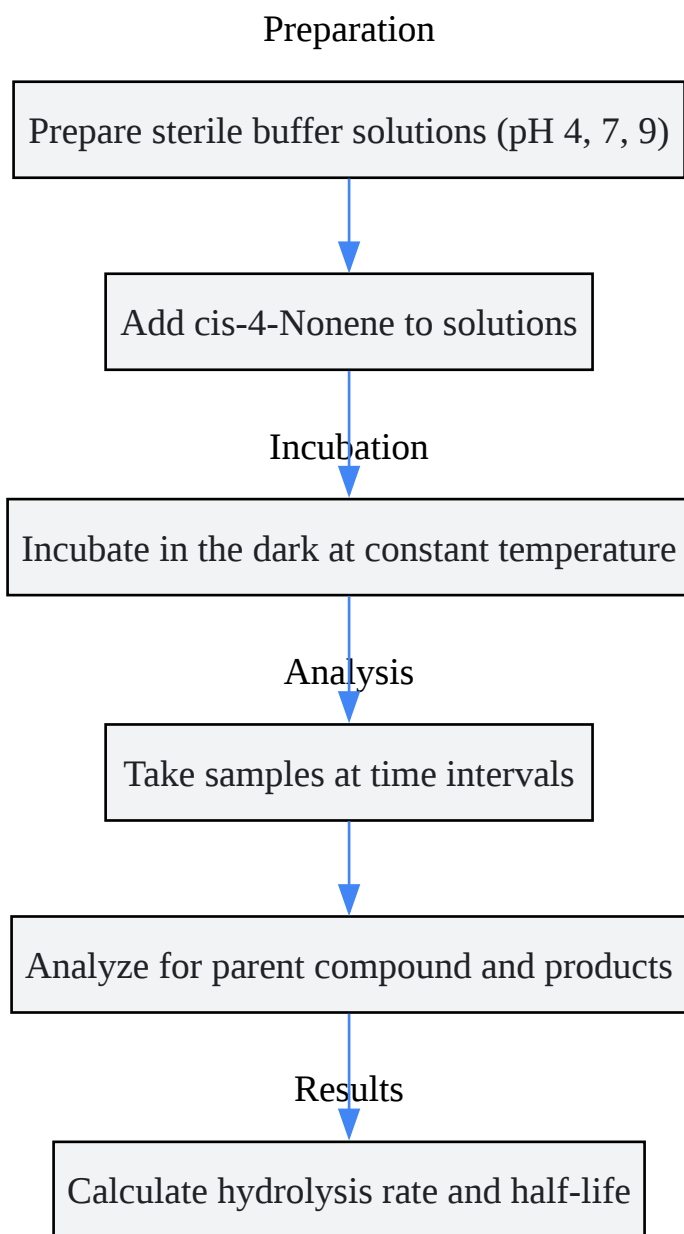 Preparation
Prepare sterile buffer solutions (pH 4, 7, 9)
Add cis-4-Nonene to solutions
Incubation
Incubate in the dark at constant temperature
Analysis
Take samples at time intervals
Analyze for parent compound and products
Results
Calculate hydrolysis rate and half-life